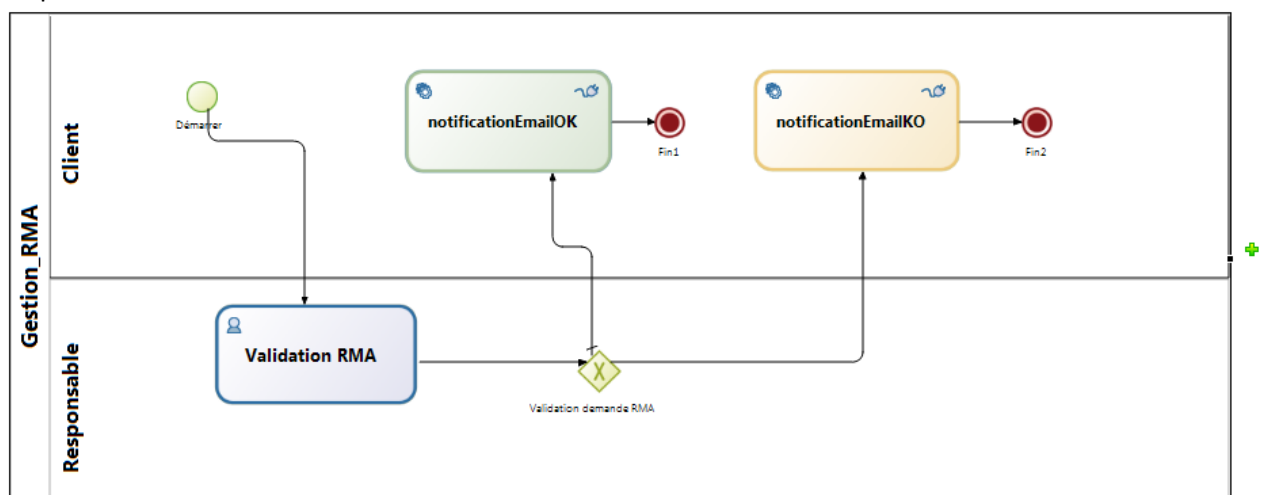 Gestion_RMA
Client
Démarrer
notificationEmailOK
Fin1
notificationEmailKO
Fin2
Responsable
Validation RMA
X
Validation demande RMA